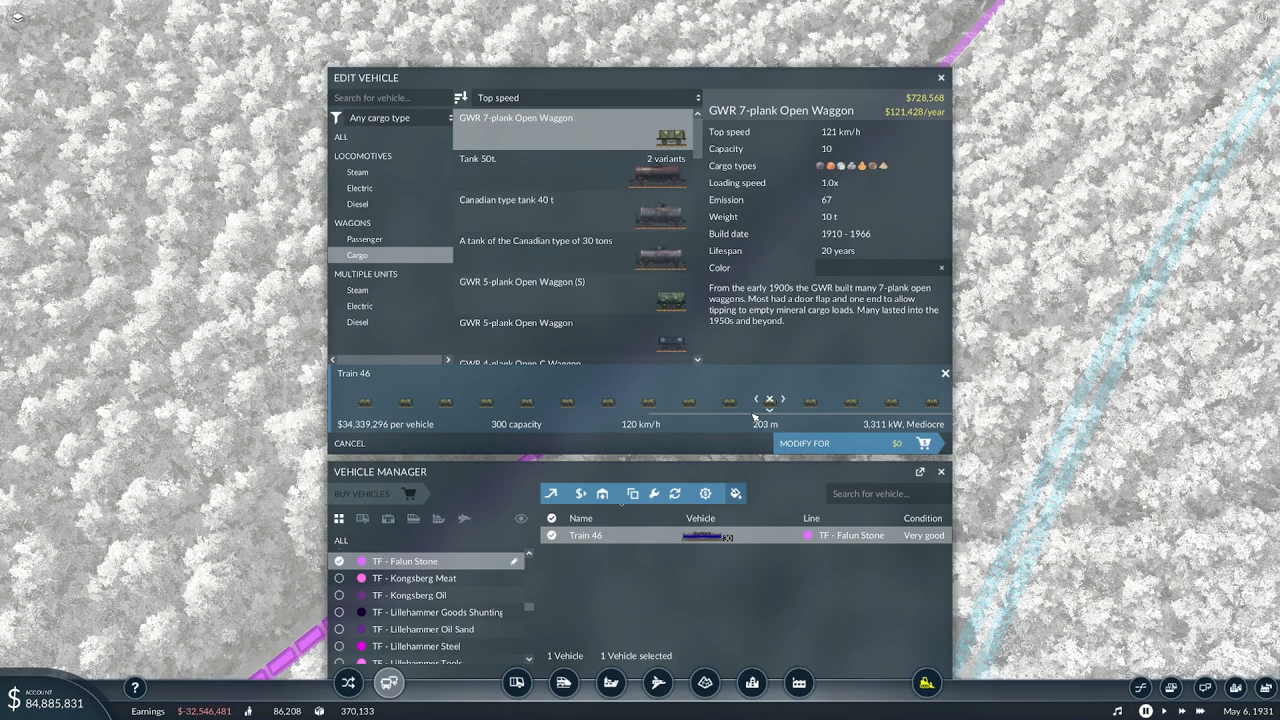 EDIT VEHICLE
Search for vehicle...
Top speed
Any cargo type
ALL
LOCOMOTIVES
Steam
Electric
Diesel
WAGONS
Passenger
Cargo
MULTIPLE UNITS
Steam
Electric
Diesel
GWR 7-plank Open Waggon
Tank 50t.
2 variants
Canadian type tank 40 t
A tank of the Canadian type of 30 tons
GWR 5-plank Open Waggon (S)
GWR 5-plank Open Waggon
GWR 4-plank Open C Waggon
$728,568
GWR 7-plank Open Waggon
$121,428/year
Top speed 121 km/h
Capacity 10
Cargo types
Loading speed 1.0x
Emission 67
Weight 10 t
Build date 1910 - 1966
Lifespan 20 years
Color
From the early 1900s the GWR built many 7-plank open
waggons. Most had a door flap and one end to allow
tipping to empty mineral cargo loads. Many lasted into the
1950s and beyond.
Train 46
$34,339,296 per vehicle 300 capacity 120 km/h 203 m 3,311 kW, Mediocre
CANCEL
MODIFY FOR $0
VEHICLE MANAGER
BUY VEHICLES
Search for vehicle...
ALL
TF - Falun Stone
TF - Kongsberg Meat
TF - Kongsberg Oil
TF - Lillehammer Goods Shunting
TF - Lillehammer Oil Sand
TF - Lillehammer Steel
TF - Lillehammer Tools
Name Vehicle Line Condition
Train 46 30 TF - Falun Stone Very good
1 Vehicle 1 Vehicle selected
?
$ ACCOUNT
84,885,831
Earnings $-32,546,481 86,208 370,133
May 6, 1931